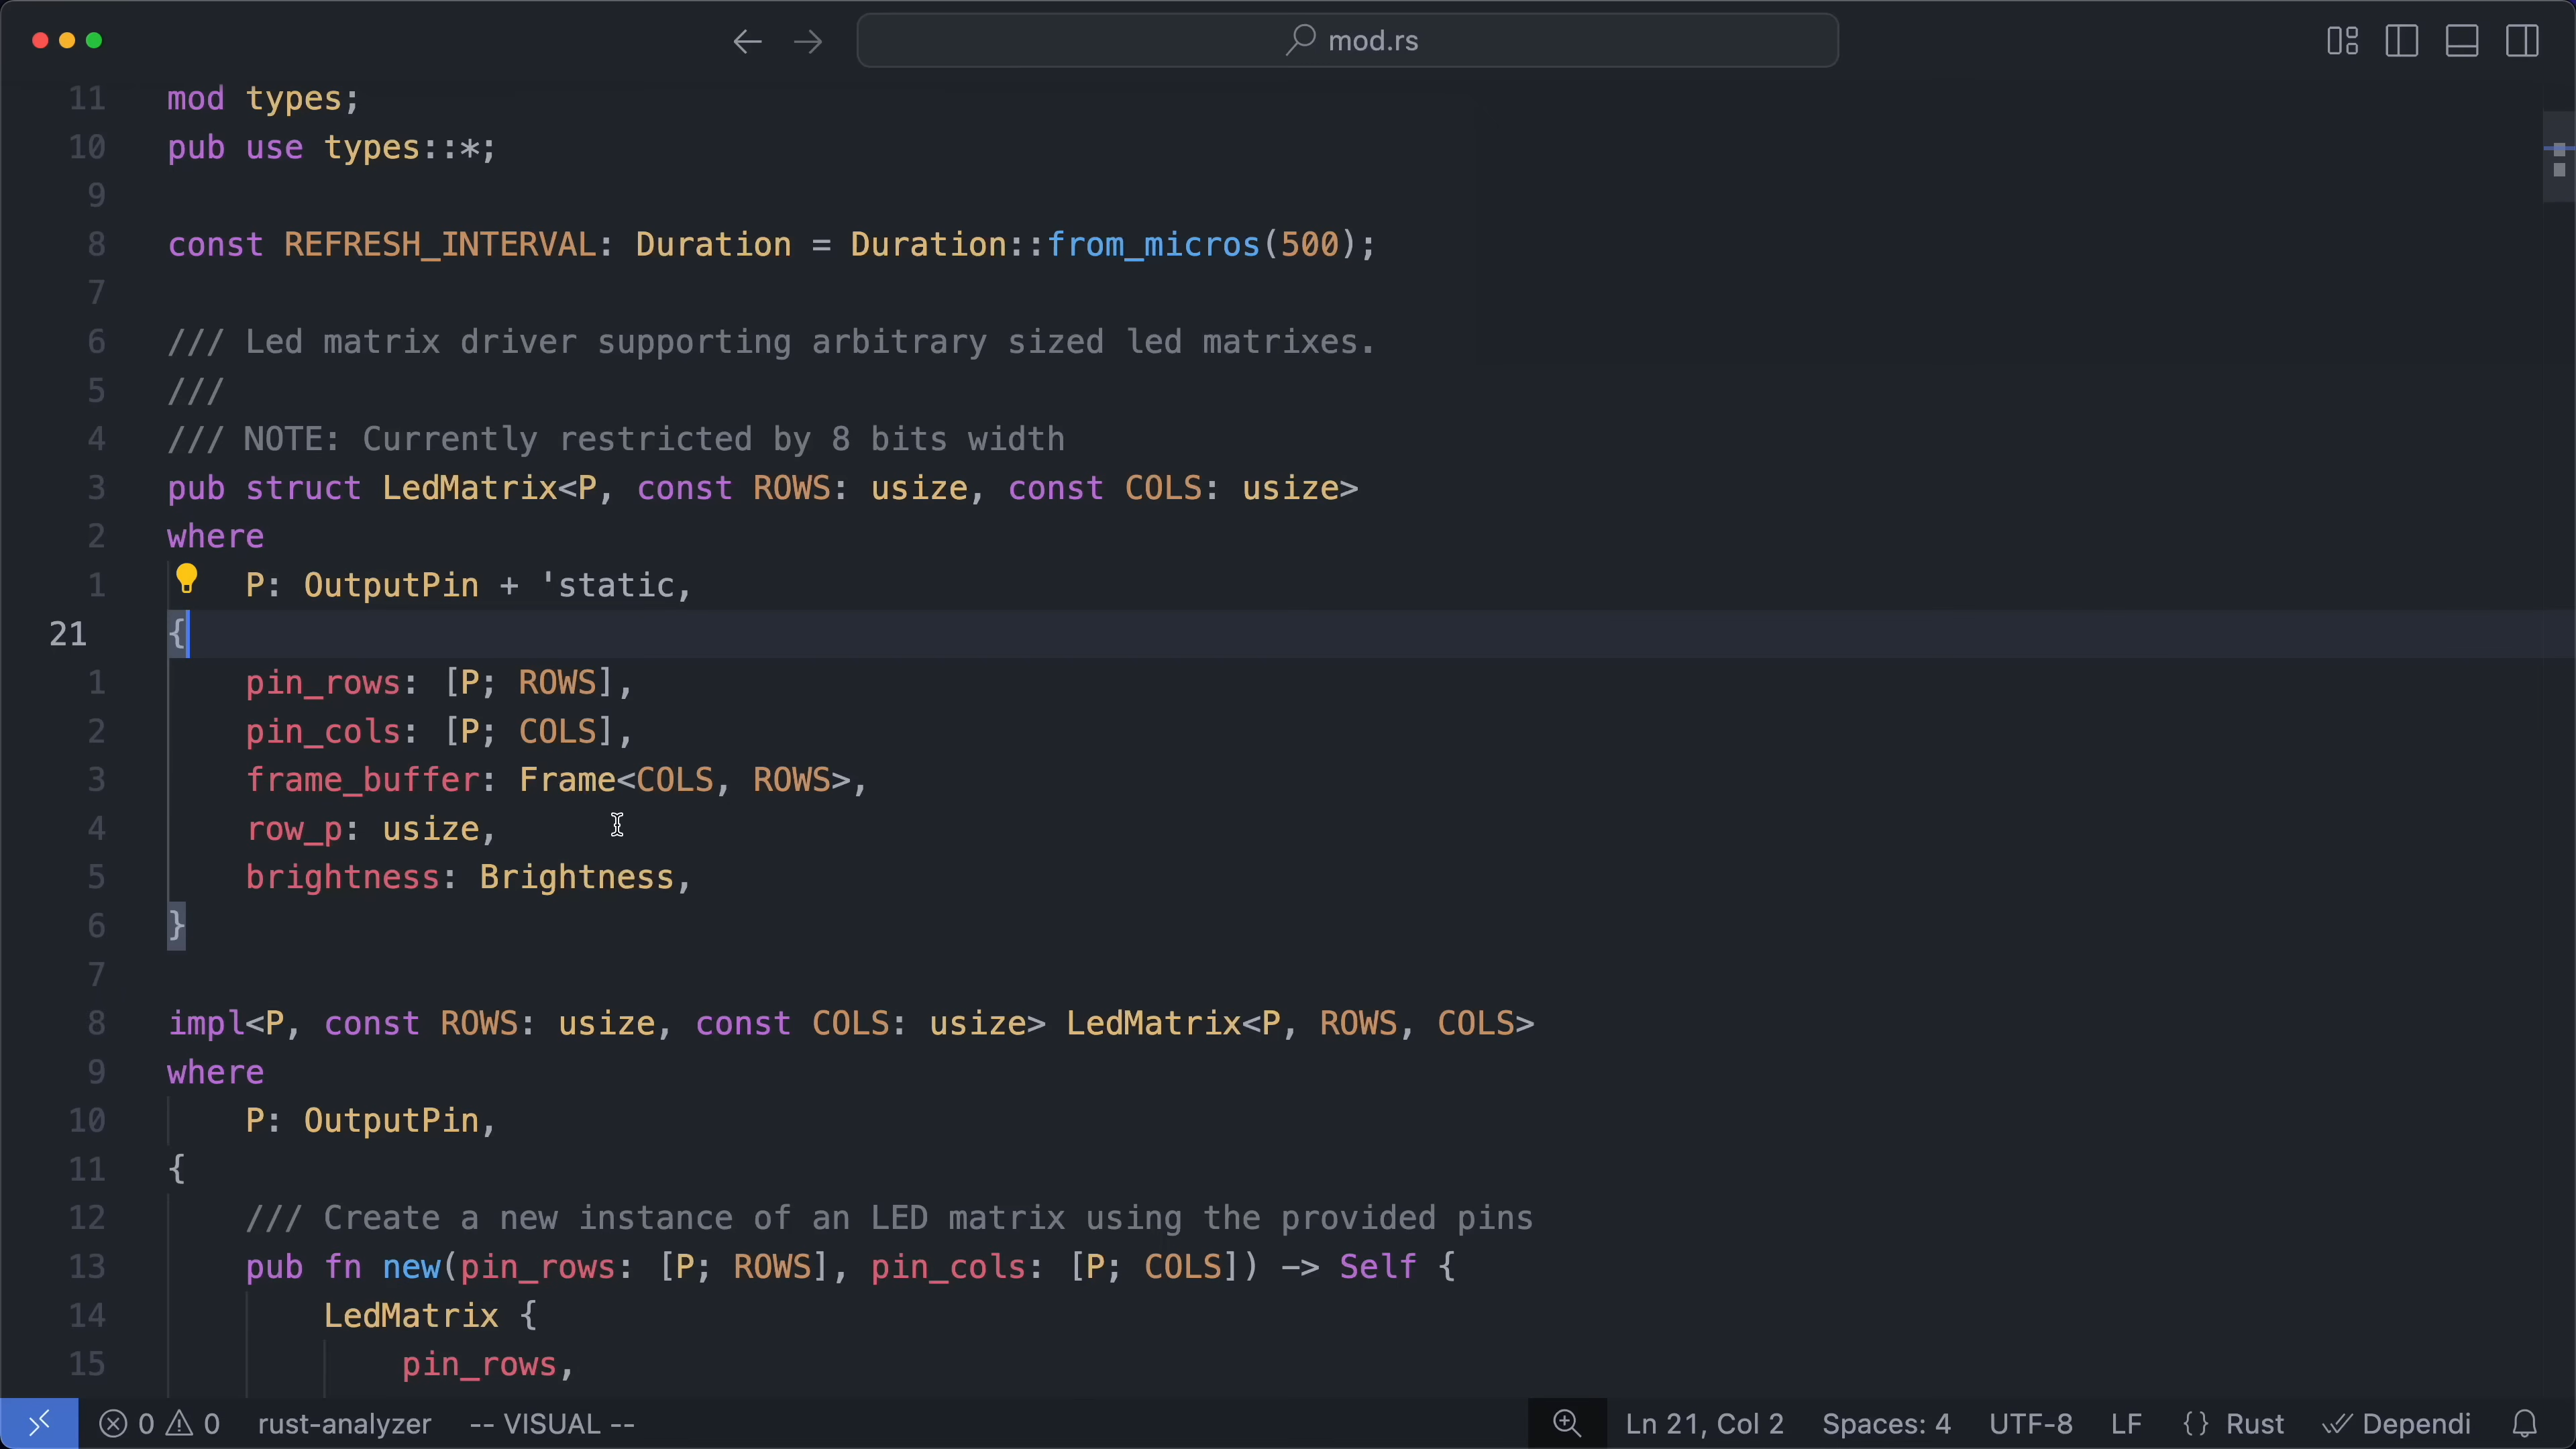 mod.rs
11 mod types;
10 pub use types::*;
9
8 const REFRESH_INTERVAL: Duration = Duration::from_micros(500);
7
6 /// Led matrix driver supporting arbitrary sized led matrixes.
5 ///
4 /// NOTE: Currently restricted by 8 bits width
3 pub struct LedMatrix<P, const ROWS: usize, const COLS: usize>
2 where
1     P: OutputPin + 'static,
21 {
1     pin_rows: [P; ROWS],
2     pin_cols: [P; COLS],
3     frame_buffer: Frame<COLS, ROWS>,
4     row_p: usize,
5     brightness: Brightness,
6 }
7
8 impl<P, const ROWS: usize, const COLS: usize> LedMatrix<P, ROWS, COLS>
9 where
10     P: OutputPin,
11 {
12     /// Create a new instance of an LED matrix using the provided pins
13     pub fn new(pin_rows: [P; ROWS], pin_cols: [P; COLS]) -> Self {
14         LedMatrix {
15             pin_rows,
0 0 rust-analyzer -- VISUAL -- Ln 21, Col 2 Spaces: 4 UTF-8 LF {} Rust Dependi